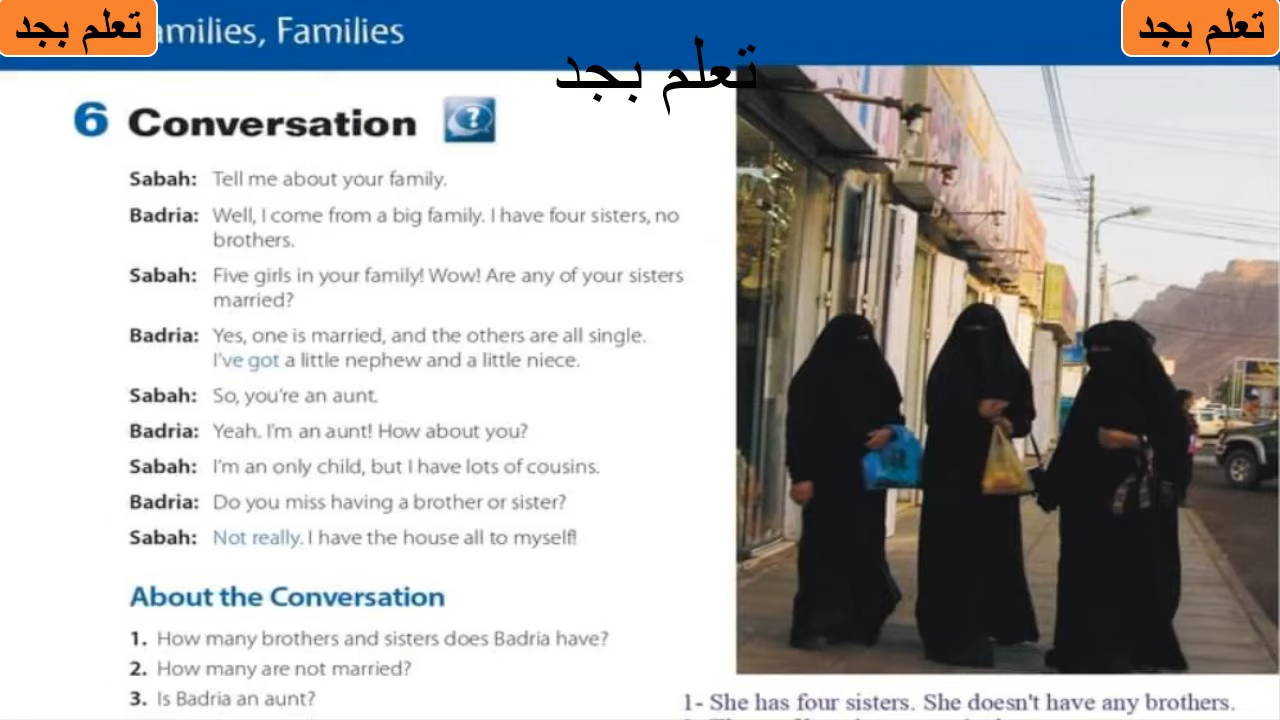 تعلم بجد
amilies, Families
تعلم بجد
تعلم بجد
6 Conversation
Sabah: Tell me about your family.
Badria: Well, I come from a big family. I have four sisters, no
brothers.
Sabah: Five girls in your family! Wow! Are any of your sisters
married?
Badria: Yes, one is married, and the others are all single.
I've got a little nephew and a little niece.
Sabah: So, you're an aunt.
Badria: Yeah. I'm an aunt! How about you?
Sabah: I'm an only child, but I have lots of cousins.
Badria: Do you miss having a brother or sister?
Sabah: Not really. I have the house all to myself!
About the Conversation
1. How many brothers and sisters does Badria have?
2. How many are not married?
3. Is Badria an aunt?
1- She has four sisters. She doesn't have any brothers.